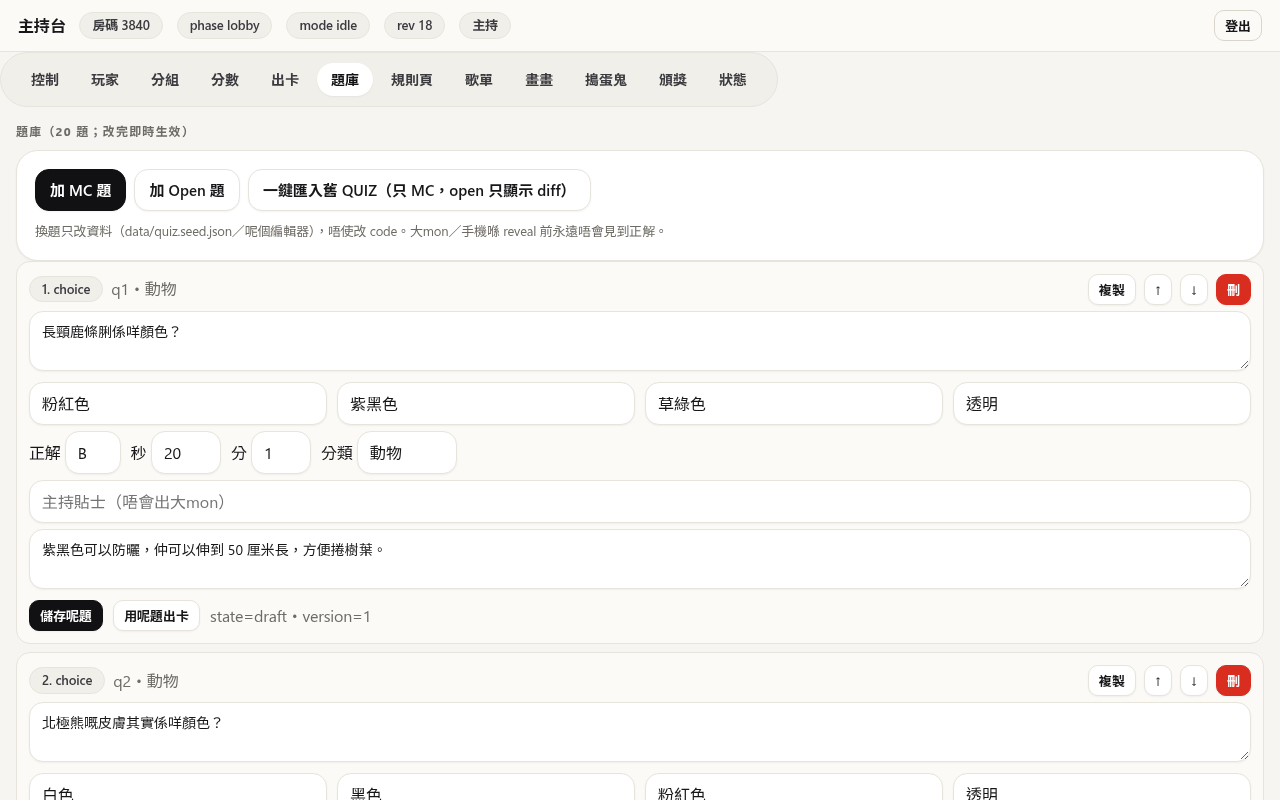 主持台 房碼 3840 phase lobby mode idle rev 18 主持 登出
控制 玩家 分組 分數 出卡 題庫 規則頁 歌單 畫畫 搗蛋鬼 頒獎 狀態
題庫（20 題；改完即時生效）
加 MC 題 加 Open 題 一鍵匯入舊 QUIZ（只 MC，open 只顯示 diff）
換題只改資料（data/quiz.seed.json／呢個編輯器），唔使改 code。大mon／手機喺 reveal 前永遠唔會見到正解。
1. choice q1・動物 複製 ↑ ↓ 刪
長頸鹿條脷係咩顏色？
粉紅色 紫黑色 草綠色 透明
正解 B 秒 20 分 1 分類 動物
主持貼士（唔會出大mon）
紫黑色可以防曬，仲可以伸到 50 厘米長，方便捲樹葉。
儲存呢題 用呢題出卡 state=draft・version=1
2. choice q2・動物 複製 ↑ ↓ 刪
北極熊嘅皮膚其實係咩顏色？
白色 黑色 粉紅色 透明